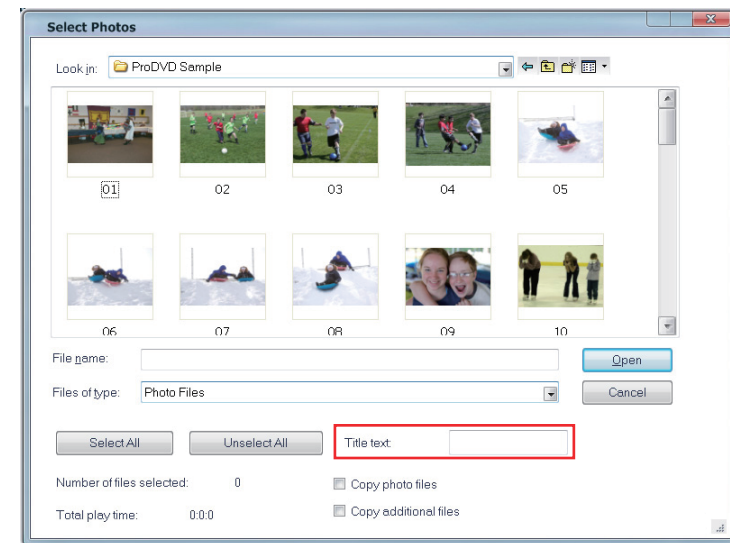 Select Photos
Look in: ProDVD Sample
01 02 03 04 05
06 07 08 09 10
File name: Open
Files of type: Photo Files Cancel
Select All Unselect All Title text:
Number of files selected: 0 Copy photo files
Total play time: 0:0:0 Copy additional files